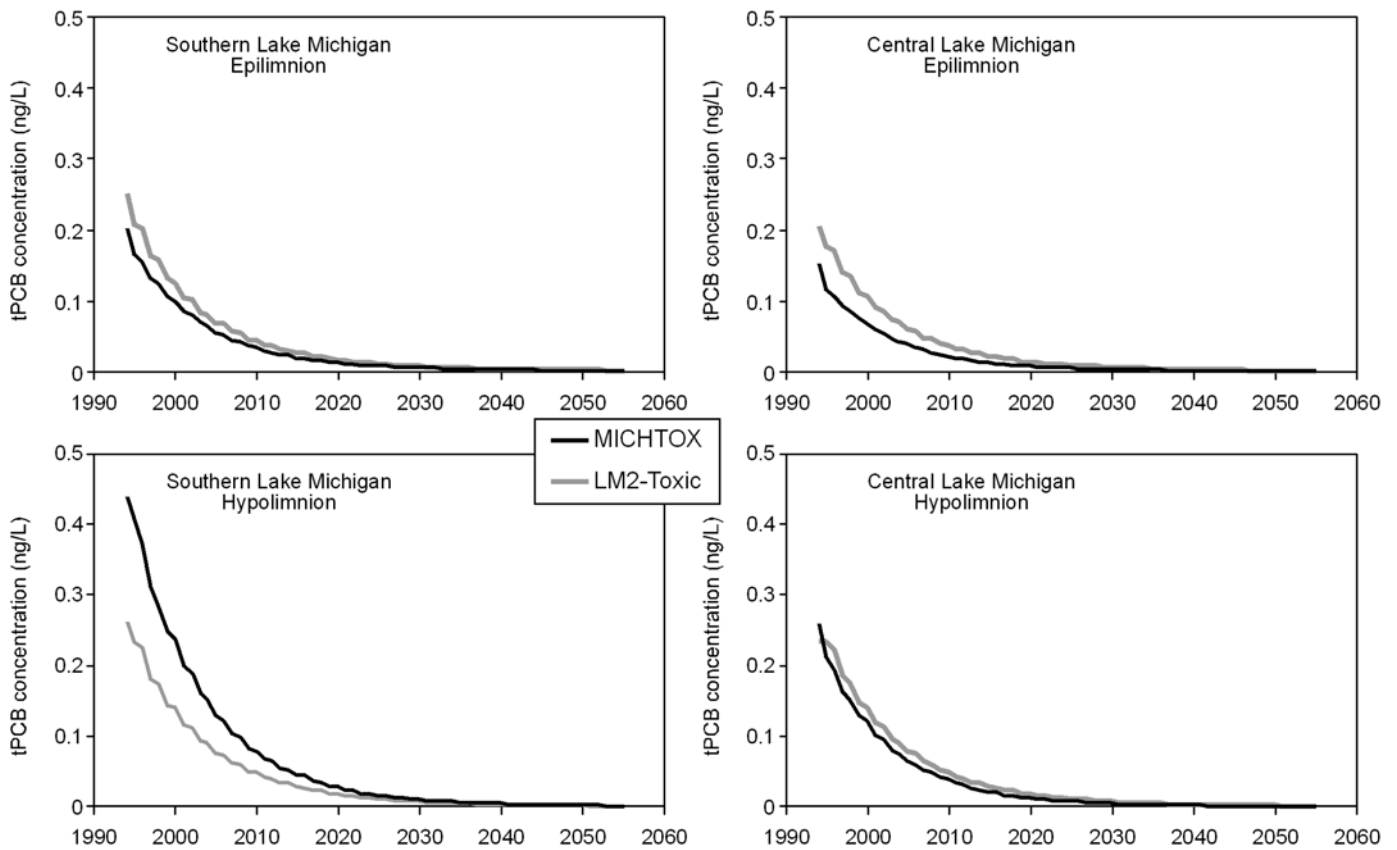 Southern Lake Michigan
Epilimnion
tPCB concentration (ng/L)
0.5
0.4
0.3
0.2
0.1
0
1990 2000 2010 2020 2030 2040 2050 2060
Central Lake Michigan
Epilimnion
tPCB concentration (ng/L)
0.5
0.4
0.3
0.2
0.1
0
1990 2000 2010 2020 2030 2040 2050 2060
MICHTOX
LM2-Toxic
Southern Lake Michigan
Hypolimnion
tPCB concentration (ng/L)
0.5
0.4
0.3
0.2
0.1
0
1990 2000 2010 2020 2030 2040 2050 2060
Central Lake Michigan
Hypolimnion
tPCB concentration (ng/L)
0.5
0.4
0.3
0.2
0.1
0
1990 2000 2010 2020 2030 2040 2050 2060